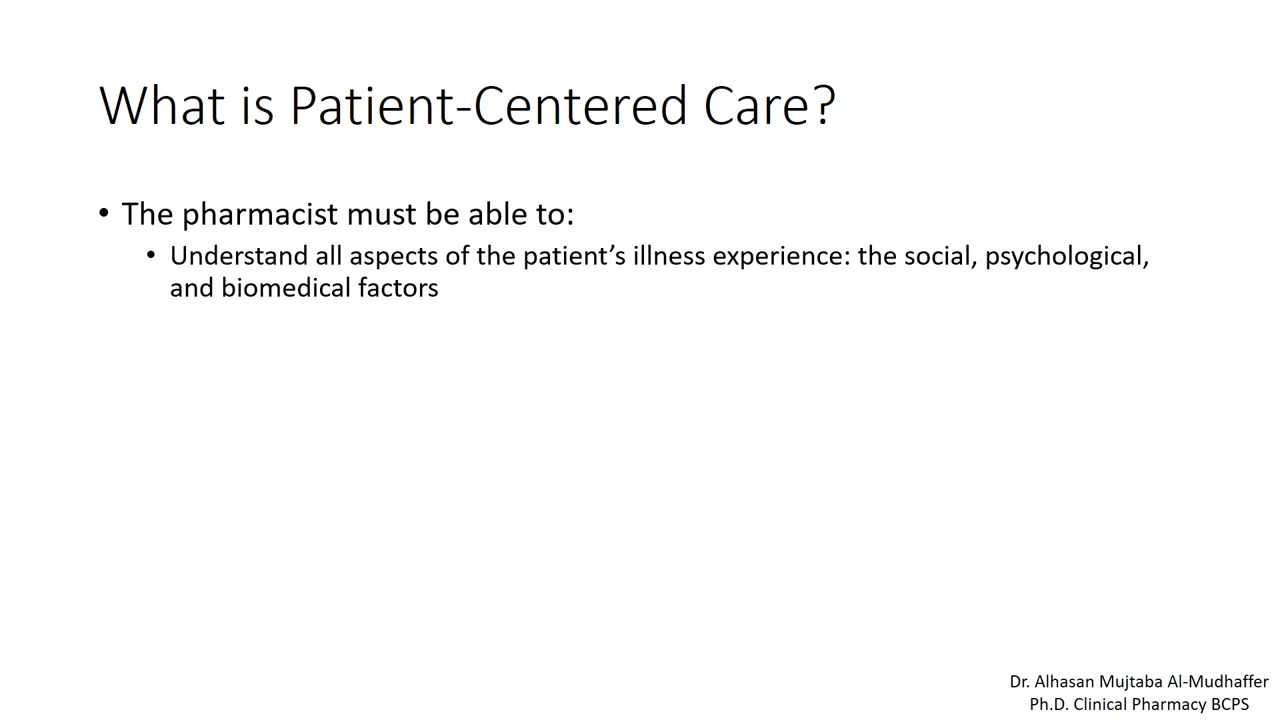 What is Patient-Centered Care?
• The pharmacist must be able to:
• Understand all aspects of the patient’s illness experience: the social, psychological,
and biomedical factors
Dr. Alhasan Mujtaba Al-Mudhaffer
Ph.D. Clinical Pharmacy BCPS